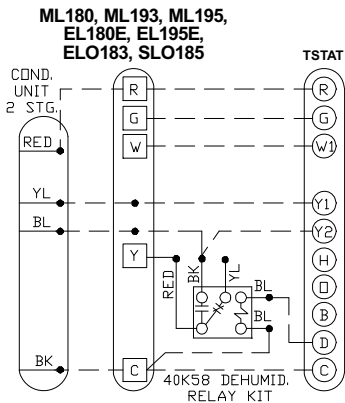 ML180, ML193, ML195,
EL180E, EL195E,
ELO183, SLO185
TSTAT
COND.
UNIT
2 STG.
R
R
G
G
RED
W
W1
YL
Y1
BL
Y2
Y
RED
BK
YL
H
BL
O
BL
B
D
BK
C
C
40K58 DEHUMID.
RELAY KIT